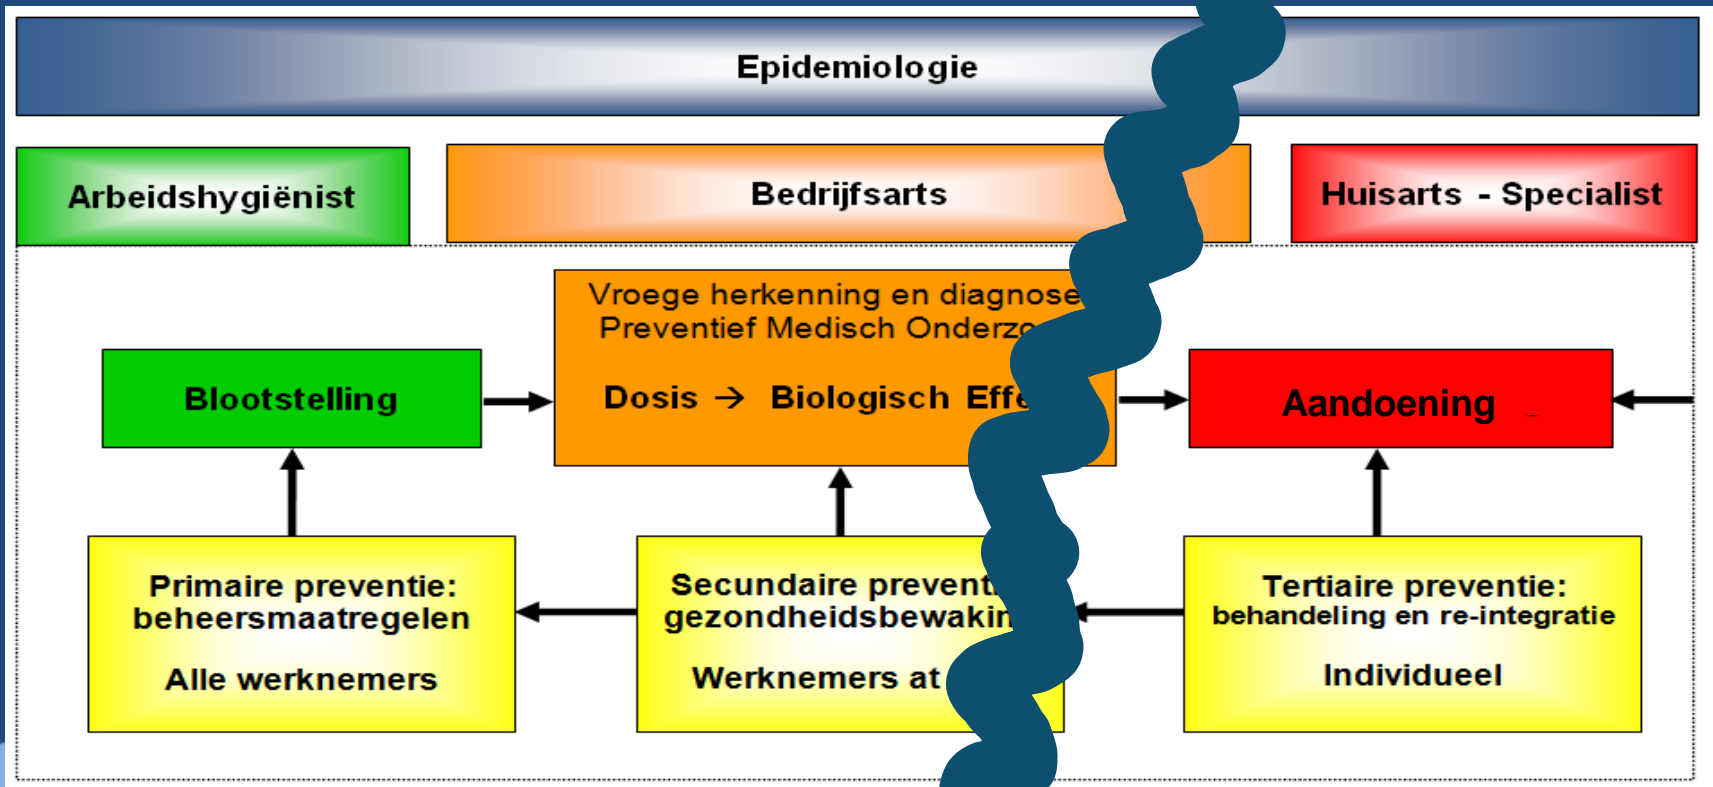 Epidemiologie
Arbeidshygiënist
Bedrijfsarts
Huisarts - Specialist
Vroege herkenning en diagnose
Preventief Medisch
Dosis → Biologisch
Blootstelling
Aandoening
Primaire preventie:
beheersmaatregelen
Alle werknemers
Secundaire
Werknemers at
Tertiaire preventie:
behandeling en re-integratie
Individueel